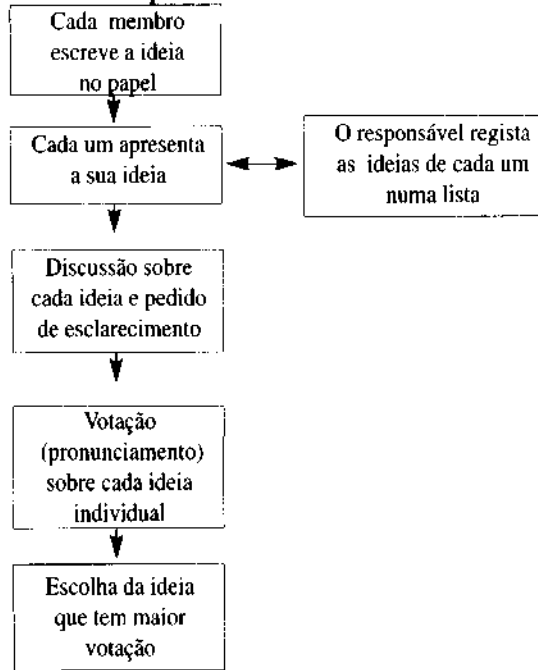 Cada membro
escreve a ideia
no papel
Cada um apresenta
a sua ideia
O responsável regista
as ideias de cada um
numa lista
Discussão sobre
cada ideia e pedido
de esclarecimento
Votação
(pronunciamento)
sobre cada ideia
individual
Escolha da ideia
que tem maior
votação